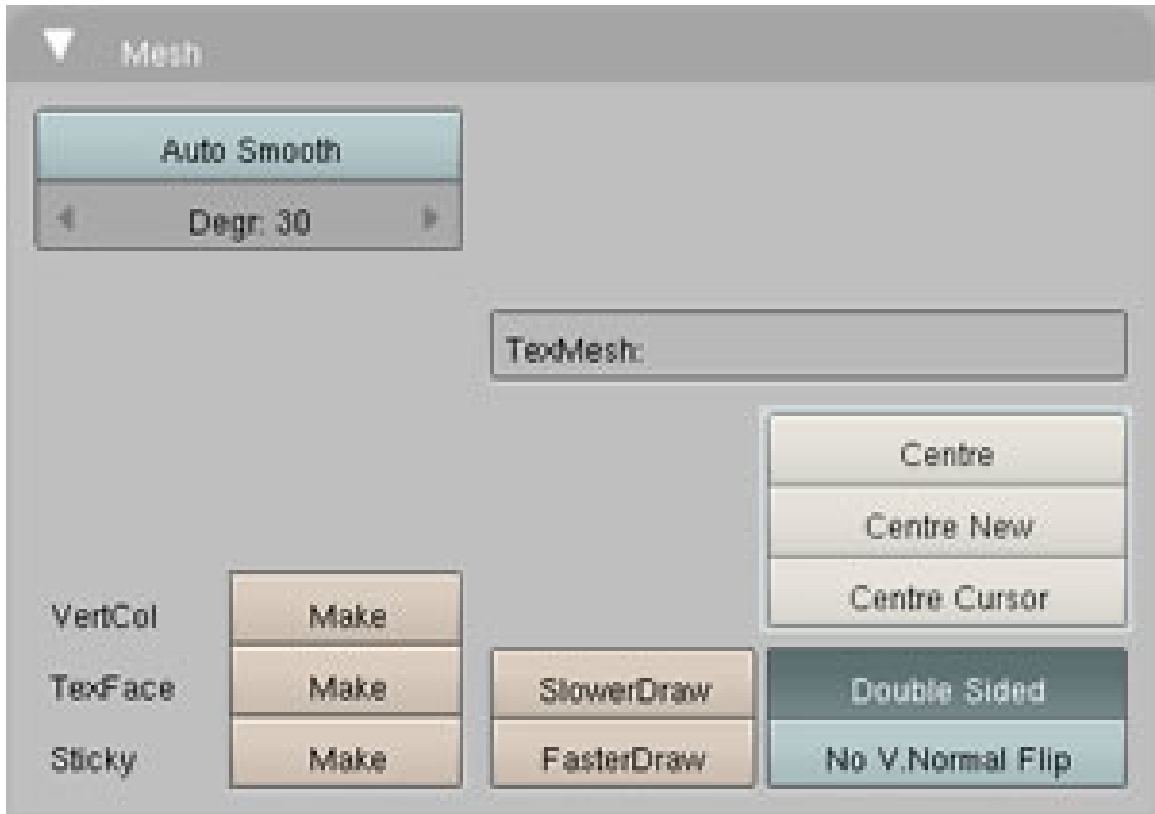 Mesh
Auto Smooth
Degr: 30
TexMesh:
Centre
Centre New
Centre Cursor
VertCol Make
TexFace Make SlowerDraw Double Sided
Sticky Make FasterDraw No V.Normal Flip